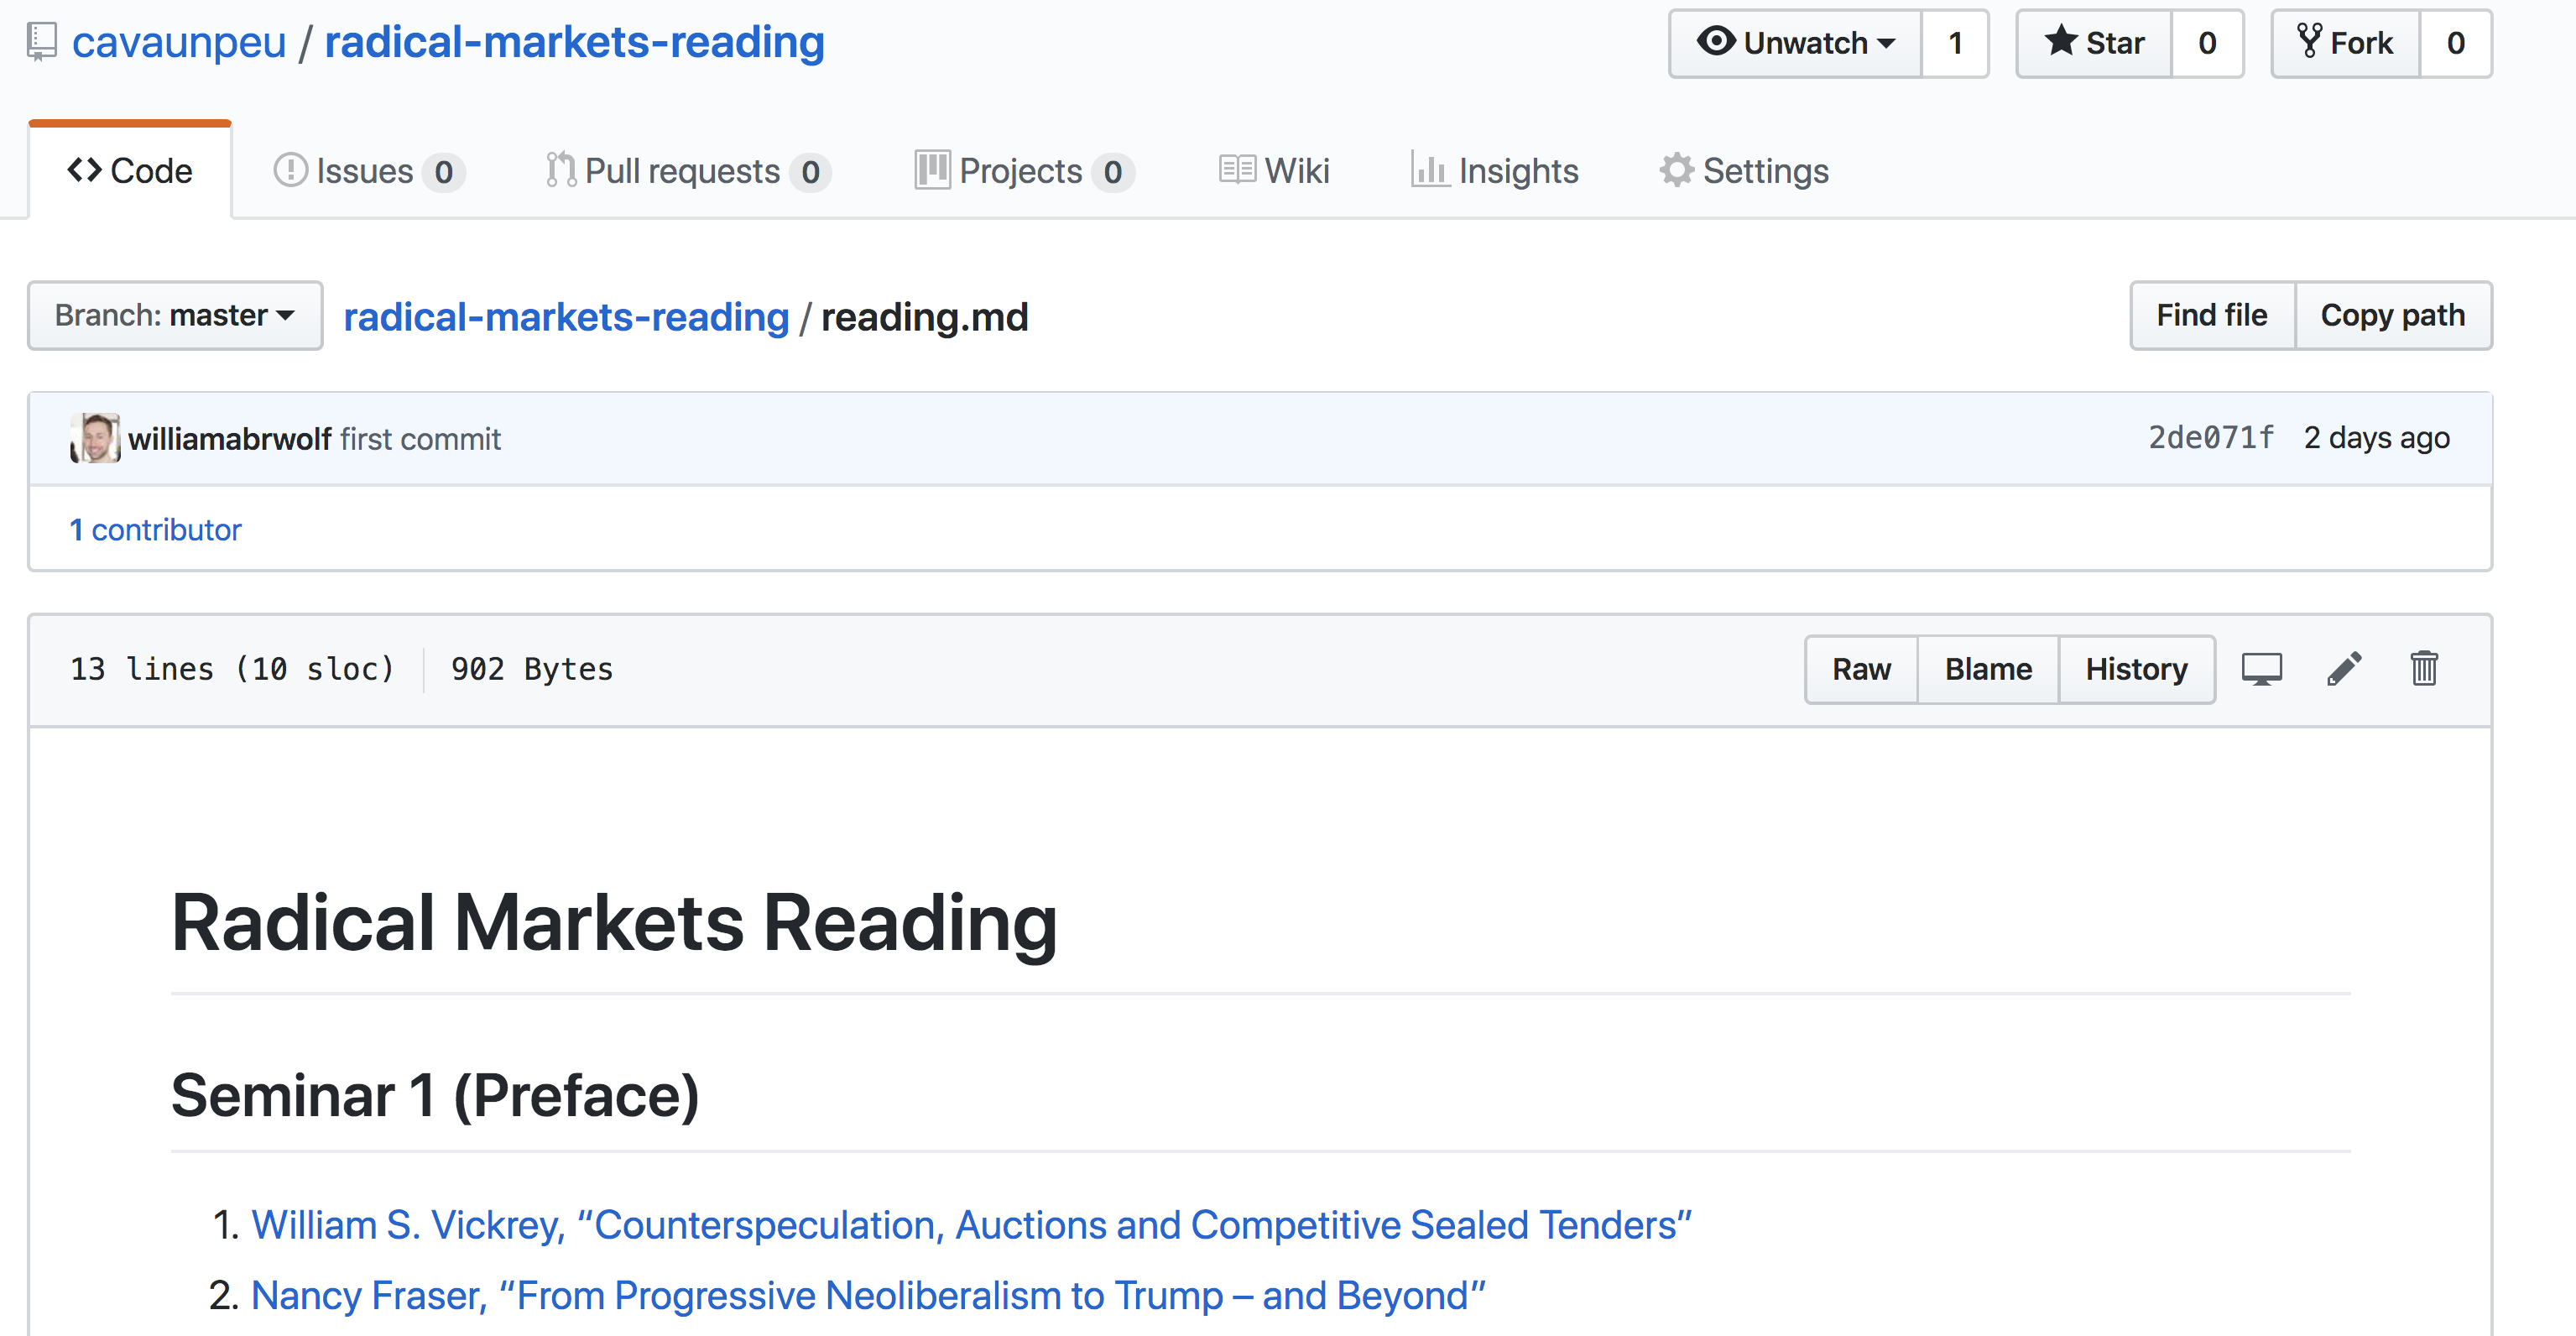 cavaunpeu / radical-markets-reading Unwatch 1 Star 0 Fork 0
Code Issues 0 Pull requests 0 Projects 0 Wiki Insights Settings
Branch: master radical-markets-reading / reading.md Find file Copy path
williamabrwolf first commit 2de071f 2 days ago
1 contributor
13 lines (10 sloc) 902 Bytes Raw Blame History
Radical Markets Reading
Seminar 1 (Preface)
1. William S. Vickrey, “Counterspeculation, Auctions and Competitive Sealed Tenders”
2. Nancy Fraser, “From Progressive Neoliberalism to Trump – and Beyond”